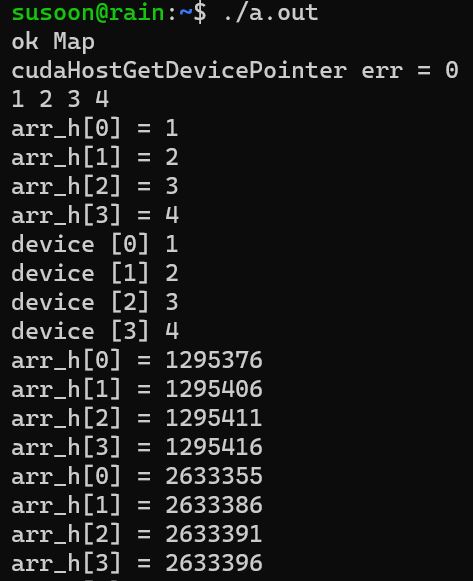 susoon@rain:~$ ./a.out
ok Map
cudaHostGetDevicePointer err = 0
1 2 3 4
arr_h[0] = 1
arr_h[1] = 2
arr_h[2] = 3
arr_h[3] = 4
device [0] 1
device [1] 2
device [2] 3
device [3] 4
arr_h[0] = 1295376
arr_h[1] = 1295406
arr_h[2] = 1295411
arr_h[3] = 1295416
arr_h[0] = 2633355
arr_h[1] = 2633386
arr_h[2] = 2633391
arr_h[3] = 2633396